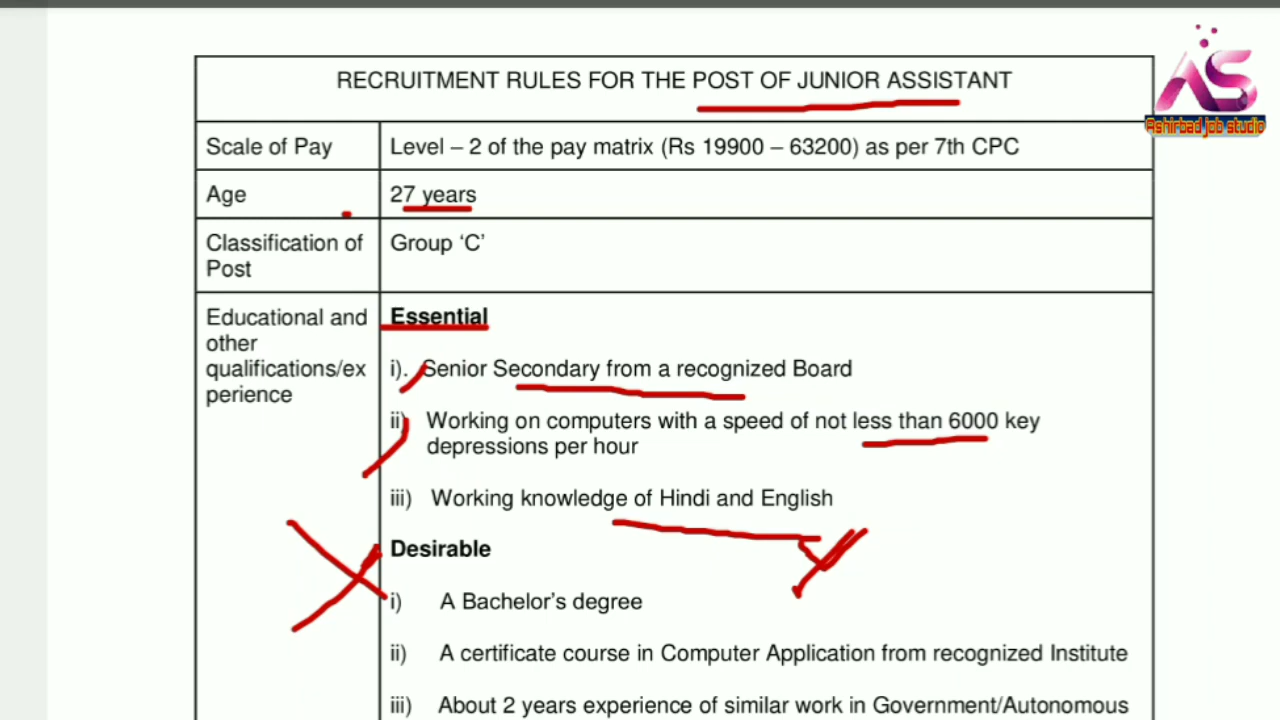 AS
Ashirbad job studio
RECRUITMENT RULES FOR THE POST OF JUNIOR ASSISTANT
Scale of Pay
Level – 2 of the pay matrix (Rs 19900 – 63200) as per 7th CPC
Age
27 years
Classification of
Post
Group ‘C’
Educational and
other
qualifications/ex
perience
Essential
i). Senior Secondary from a recognized Board
ii) Working on computers with a speed of not less than 6000 key
depressions per hour
iii) Working knowledge of Hindi and English
Desirable
i) A Bachelor’s degree
ii) A certificate course in Computer Application from recognized Institute
iii) About 2 years experience of similar work in Government/Autonomous